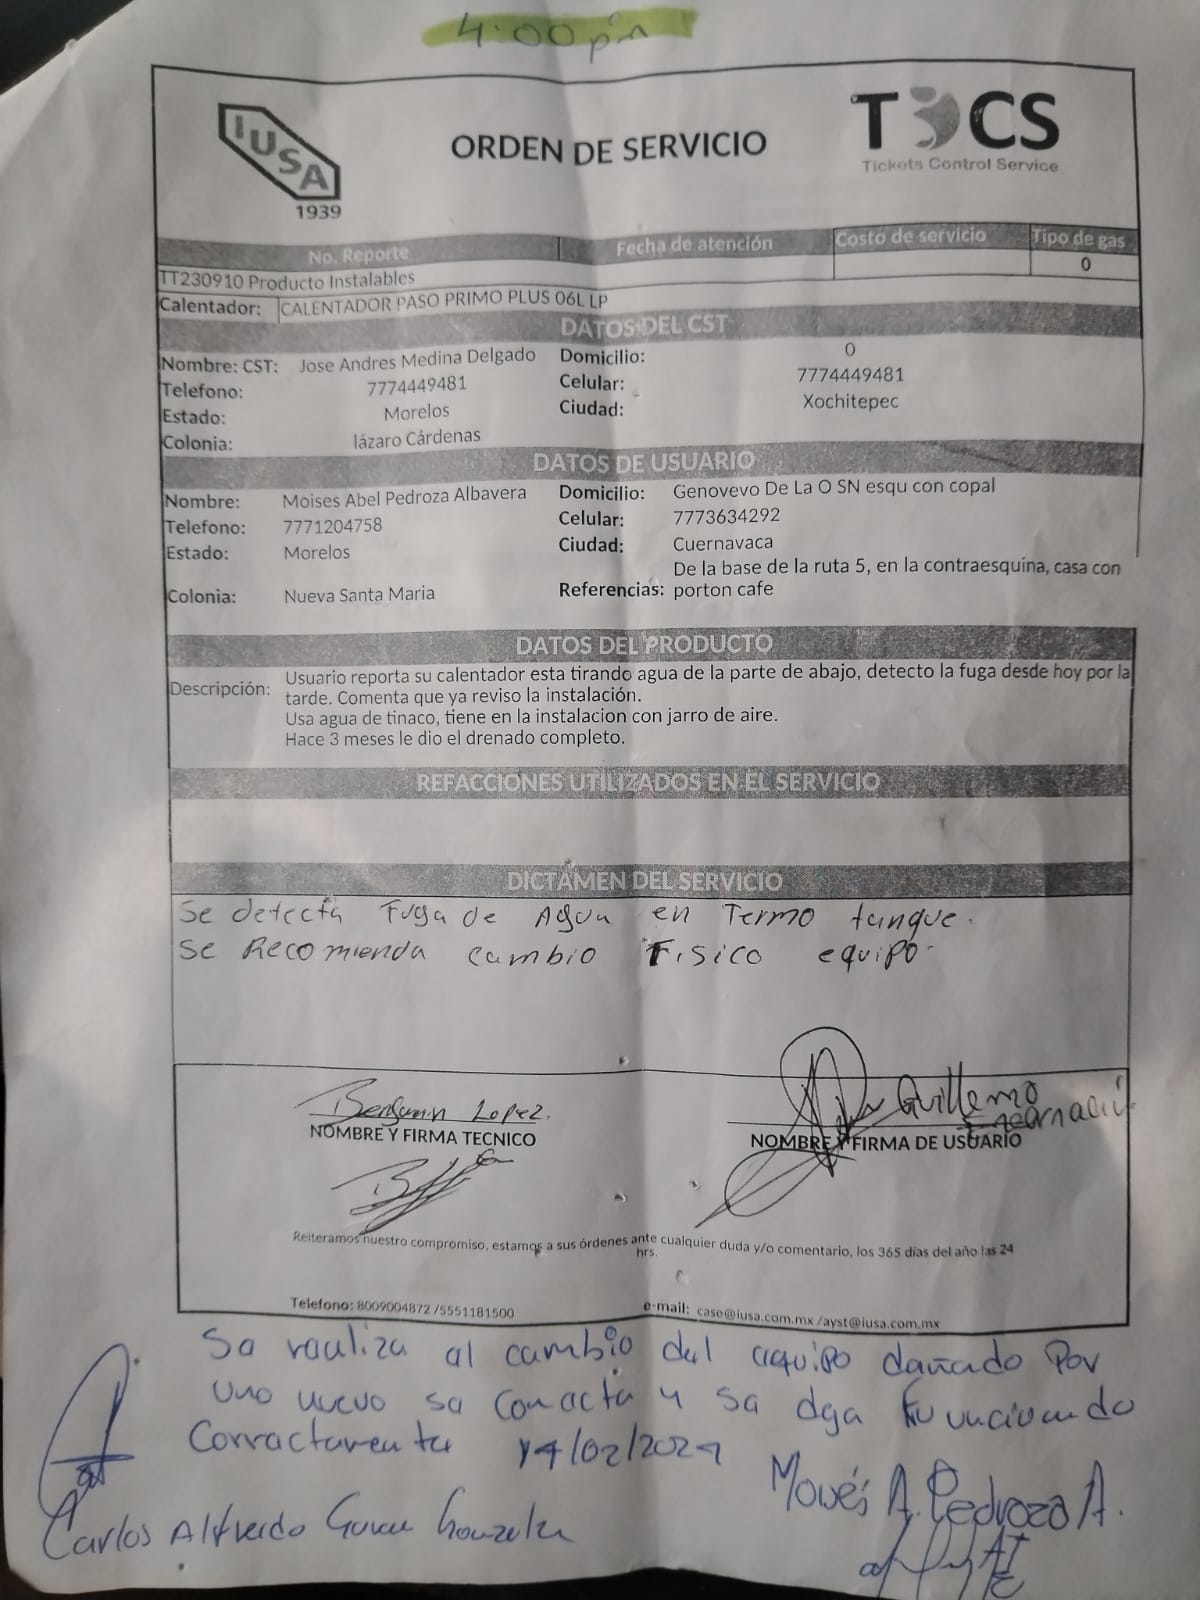 4:00 pm
IUSA
1939
ORDEN DE SERVICIO
TCS
Tickets Control Service
No. Reporte Fecha de atención Costo de servicio Tipo de gas
TT230910 Producto Instalables 0
Calentador: CALENTADOR PASO PRIMO PLUS 06L LP
DATOS DEL CST
Nombre: CST: Jose Andres Medina Delgado Domicilio: 0
Telefono: 7774449481 Celular: 7774449481
Estado: Morelos Ciudad: Xochitepec
Colonia: lázaro Cárdenas
DATOS DE USUARIO
Nombre: Moises Abel Pedroza Albavera Domicilio: Genovevo De La O SN esqu con copal
Telefono: 7771204758 Celular: 7773634292
Estado: Morelos Ciudad: Cuernavaca
De la base de la ruta 5, en la contraesquina, casa con
Colonia: Nueva Santa Maria Referencias: porton cafe
DATOS DEL PRODUCTO
Usuario reporta su calentador esta tirando agua de la parte de abajo, detecto la fuga desde hoy por la
Descripción: tarde. Comenta que ya reviso la instalación.
Usa agua de tinaco, tiene en la instalacion con jarro de aire.
Hace 3 meses le dio el drenado completo.
REFACCIONES UTILIZADOS EN EL SERVICIO
DICTAMEN DEL SERVICIO
Se detecta Fuga de Agua en Termo tanque.
Se Recomienda cambio Fisico equipo.
Benjamin Lopez. Guillermo
Encarnación
NOMBRE Y FIRMA TECNICO NOMBRE Y FIRMA DE USUARIO
Reiteramos nuestro compromiso, estamos a sus órdenes ante cualquier duda y/o comentario, los 365 días del año las 24
hrs.
Telefono: 8009004872 /5551181500 e-mail: case@iusa.com.mx /ayst@iusa.com.mx
Se realiza el cambio del equipo dañado por
uno nuevo se conecta y se deja Funcionando
Correctamente 14/02/2024
Moisés A. Pedroza A.
Carlos Alfredo